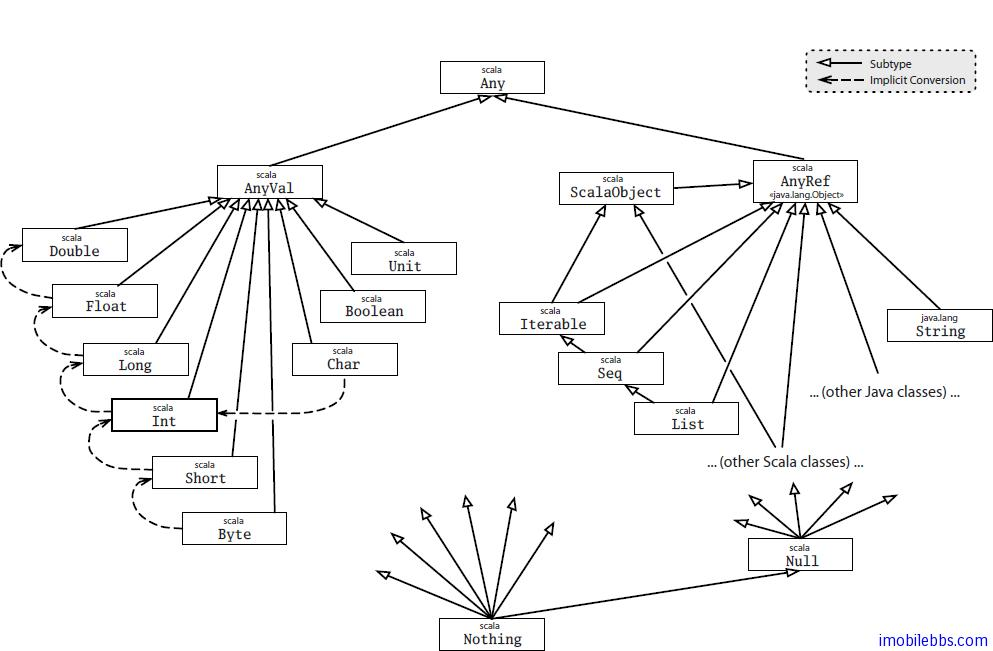 scala
Any
Subtype
Implicit Conversion
scala
AnyVal
scala
ScalaObject
scala
AnyRef
«java.lang.Object»
scala
Double
scala
Unit
scala
Float
scala
Boolean
scala
Iterable
java.lang
String
scala
Long
scala
Char
scala
Seq
... (other Java classes) ...
scala
Int
scala
List
scala
Short
... (other Scala classes) ...
scala
Byte
scala
Null
scala
Nothing
imobilebbs.com